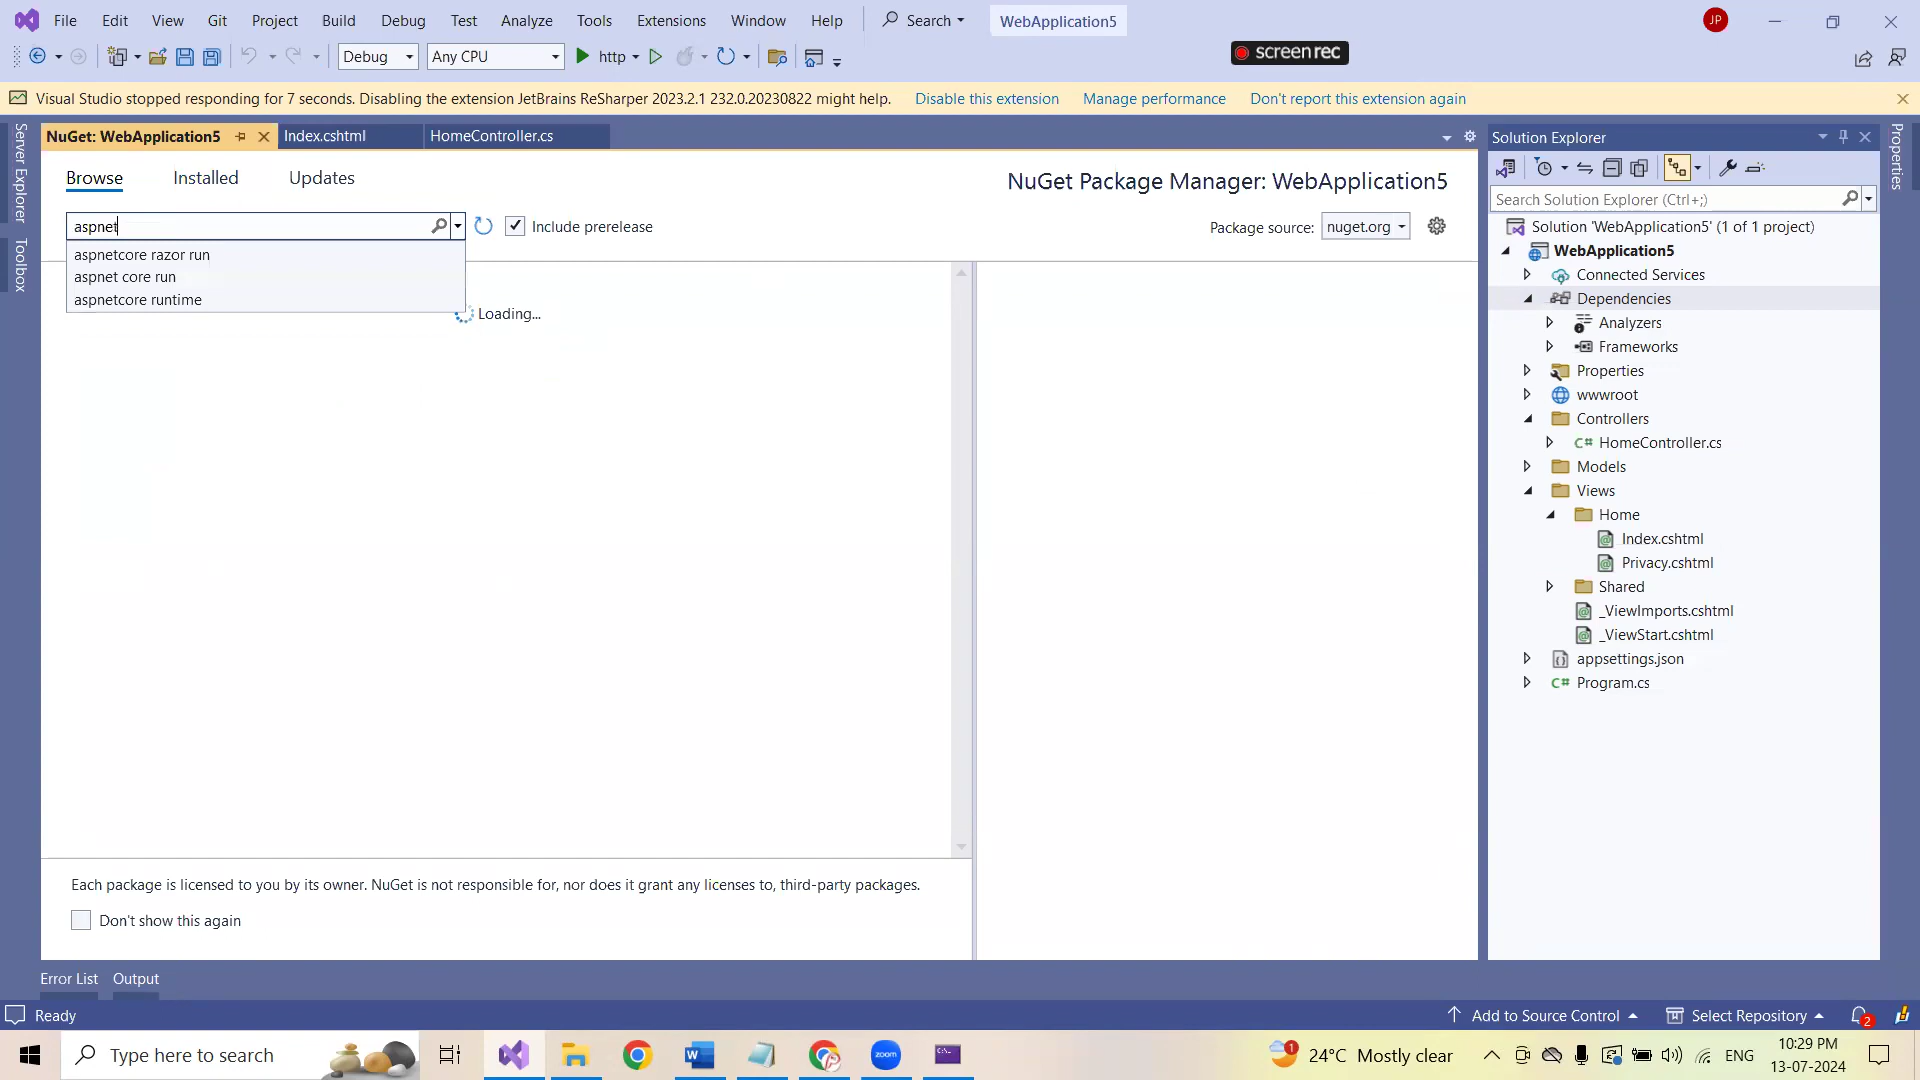 File Edit View Git Project Build Debug Test Analyze Tools Extensions Window Help Search WebApplication5 JP
Debug Any CPU http screenrec
Visual Studio stopped responding for 7 seconds. Disabling the extension JetBrains ReSharper 2023.2.1 232.0.20230822 might help. Disable this extension Manage performance Don't report this extension again
Server Explorer
Toolbox
NuGet: WebApplication5 Index.cshtml HomeController.cs
Browse Installed Updates
NuGet Package Manager: WebApplication5
aspnet
Include prerelease
Package source: nuget.org
aspnetcore razor run
aspnet core run
aspnetcore runtime
Loading...
Each package is licensed to you by its owner. NuGet is not responsible for, nor does it grant any licenses to, third-party packages.
Don't show this again
Solution Explorer
Search Solution Explorer (Ctrl+;)
Solution 'WebApplication5' (1 of 1 project)
WebApplication5
Connected Services
Dependencies
Analyzers
Frameworks
Properties
wwwroot
Controllers
C# HomeController.cs
Models
Views
Home
Index.cshtml
Privacy.cshtml
Shared
_ViewImports.cshtml
_ViewStart.cshtml
appsettings.json
C# Program.cs
Properties
Error List Output
Ready
Add to Source Control Select Repository 2
Type here to search
zoom
1 24°C Mostly clear
ENG
10:29 PM
13-07-2024